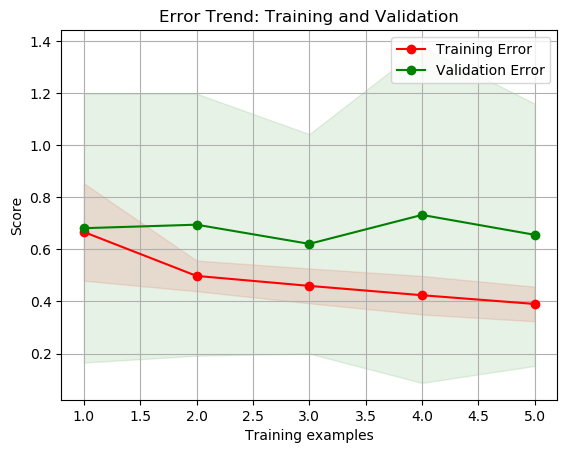 Error Trend: Training and Validation
1.4
1.2
1.0
0.8
0.6
0.4
0.2
Score
Training Error
Validation Error
1.0 1.5 2.0 2.5 3.0 3.5 4.0 4.5 5.0
Training examples